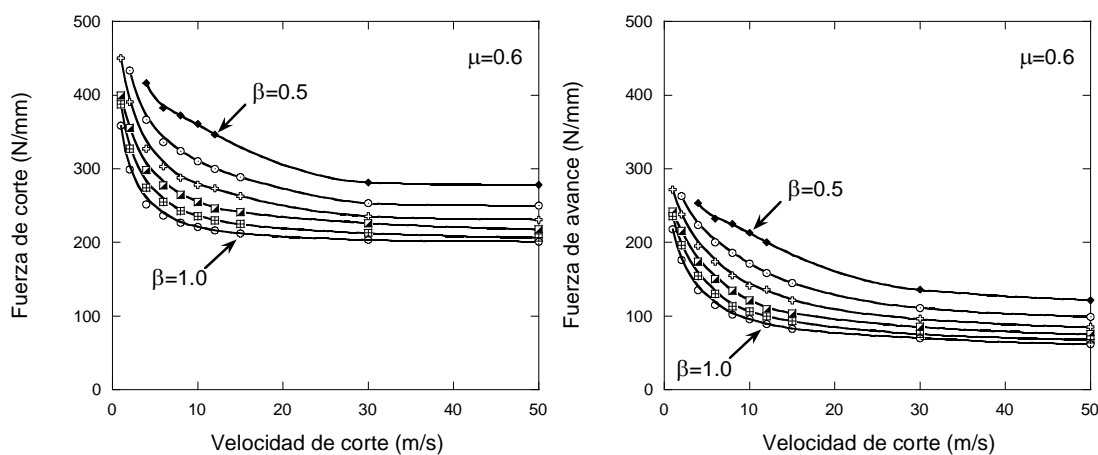 500
400
300
200
100
0
0
10
20
30
40
50
Fuerza de corte (N/mm)
Velocidad de corte (m/s)
μ=0.6
β=0.5
β=1.0
500
400
300
200
100
0
0
10
20
30
40
50
Fuerza de avance (N/mm)
Velocidad de corte (m/s)
μ=0.6
β=0.5
β=1.0